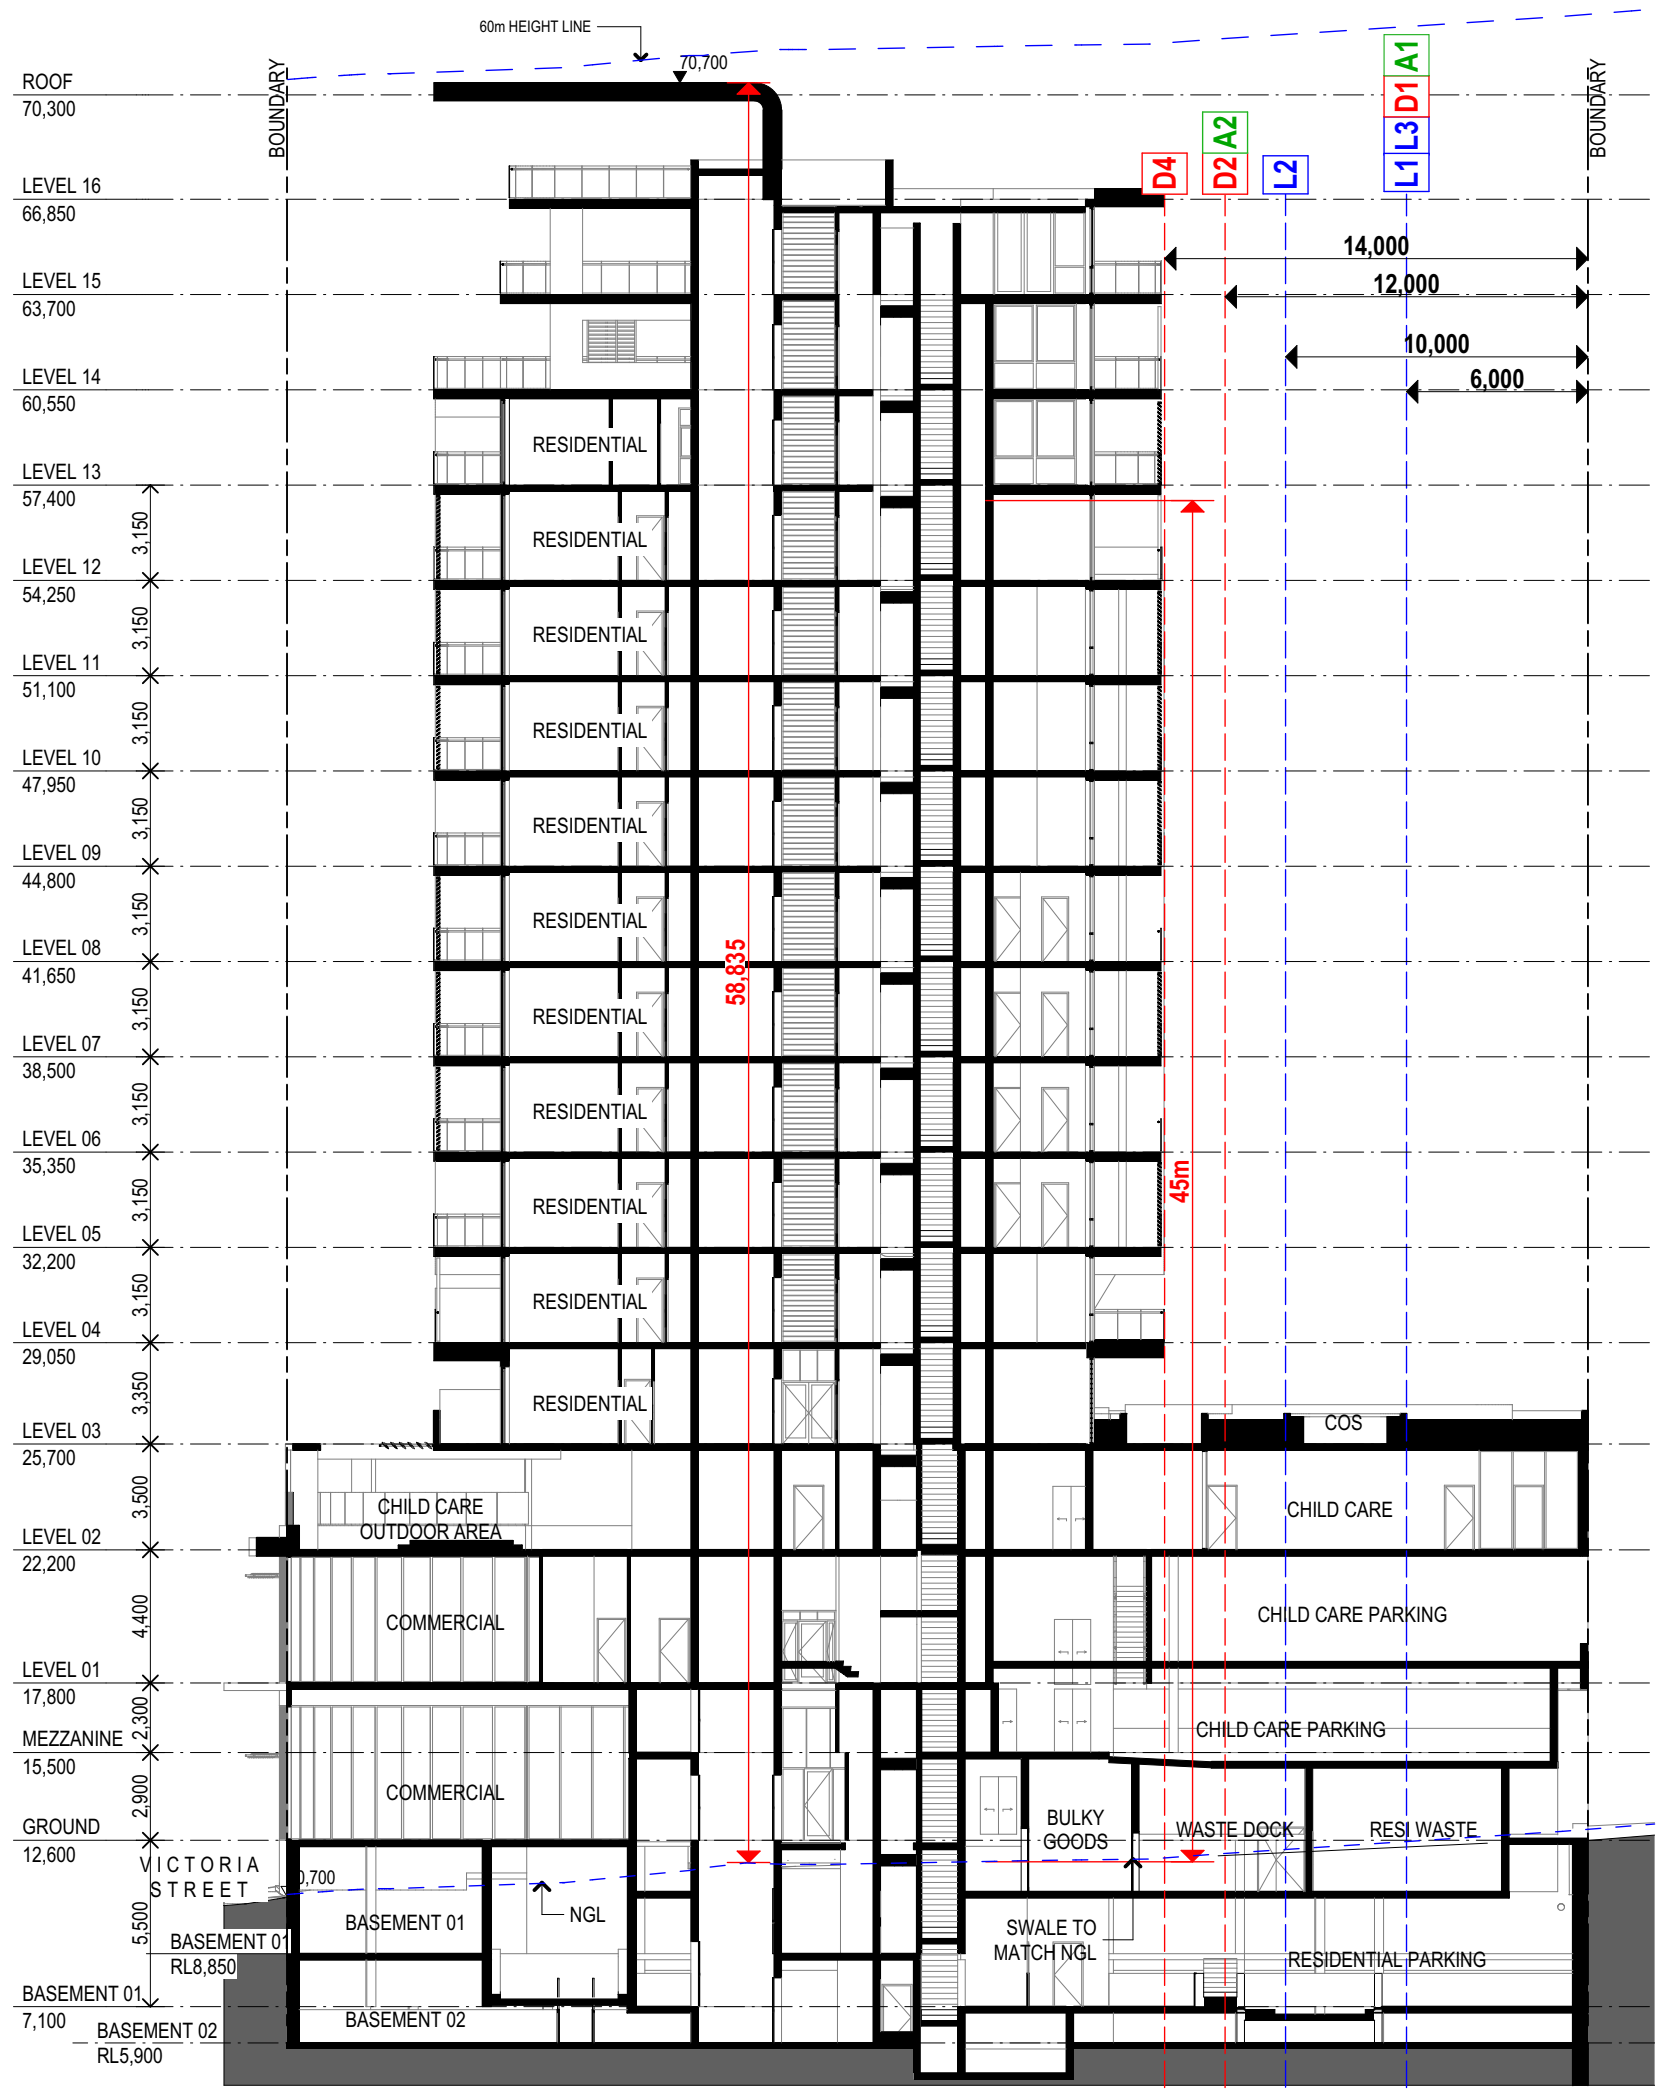 60m HEIGHT LINE
70,700
ROOF
70,300
BOUNDARY
BOUNDARY
A1
D1
L1 L3
A2
D2
D4
L2
LEVEL 16
66,850
14,000
LEVEL 15
63,700
12,000
10,000
LEVEL 14
60,550
6,000
RESIDENTIAL
LEVEL 13
57,400
3,150
RESIDENTIAL
LEVEL 12
54,250
3,150
RESIDENTIAL
LEVEL 11
51,100
3,150
RESIDENTIAL
LEVEL 10
47,950
3,150
RESIDENTIAL
LEVEL 09
44,800
3,150
RESIDENTIAL
LEVEL 08
41,650
58,835
3,150
RESIDENTIAL
LEVEL 07
38,500
3,150
RESIDENTIAL
LEVEL 06
35,350
45m
3,150
RESIDENTIAL
LEVEL 05
32,200
3,150
RESIDENTIAL
LEVEL 04
29,050
3,350
RESIDENTIAL
COS
LEVEL 03
25,700
3,500
CHILD CARE
OUTDOOR AREA
CHILD CARE
LEVEL 02
22,200
4,400
COMMERCIAL
CHILD CARE PARKING
LEVEL 01
17,800
2,300
CHILD CARE PARKING
MEZZANINE
15,500
2,900
COMMERCIAL
BULKY
GOODS
WASTE DOCK
RESI WASTE
GROUND
12,600
VICTORIA
STREET
0,700
5,500
NGL
BASEMENT 01
SWALE TO
MATCH NGL
BASEMENT 01
RL8,850
RESIDENTIAL PARKING
BASEMENT 01
7,100
BASEMENT 02
BASEMENT 02
RL5,900